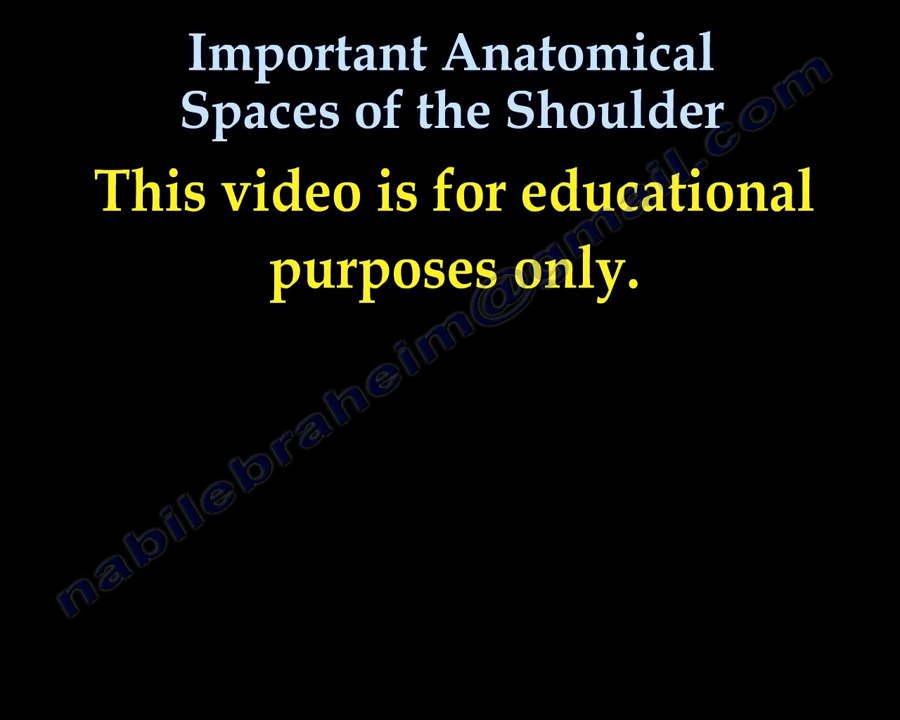 Important Anatomical
Spaces of the Shoulder
This video is for educational
purposes only.
nabilebraheim@gmail.com